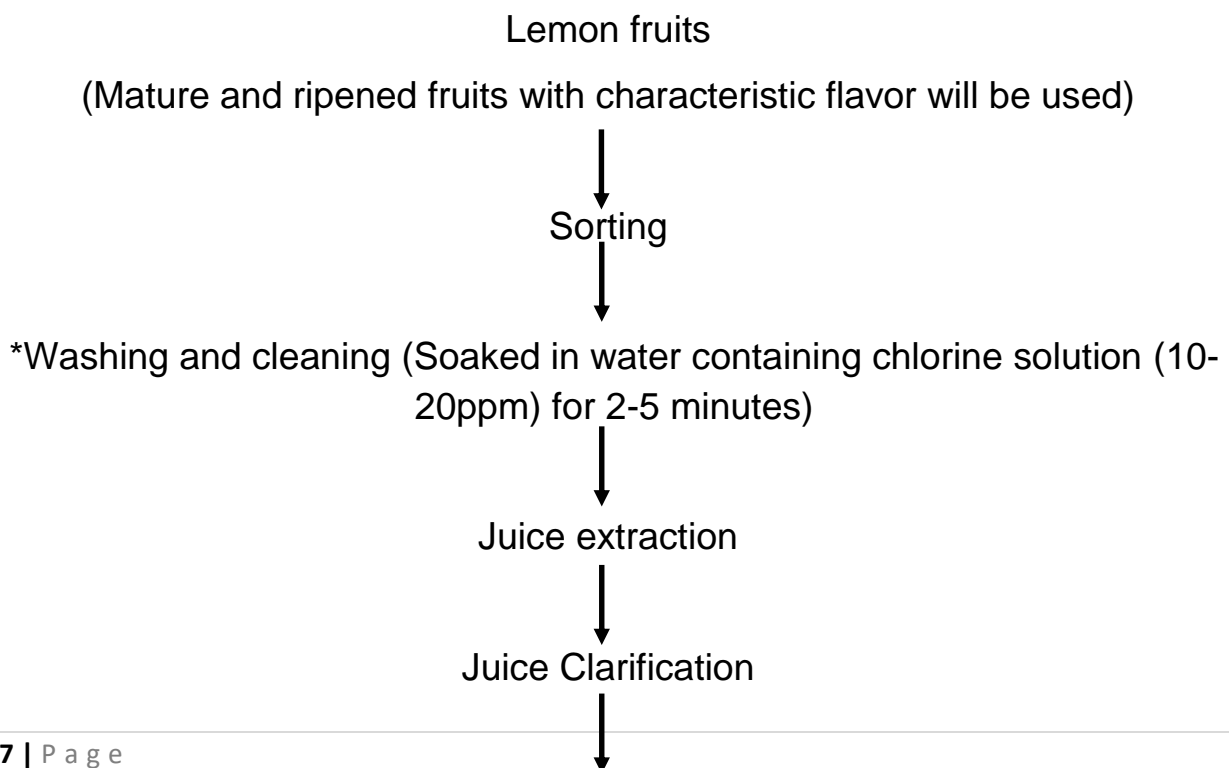 Lemon fruits
(Mature and ripened fruits with characteristic flavor will be used)
Sorting
*Washing and cleaning (Soaked in water containing chlorine solution (10-
20ppm) for 2-5 minutes)
Juice extraction
Juice Clarification
7 | P a g e